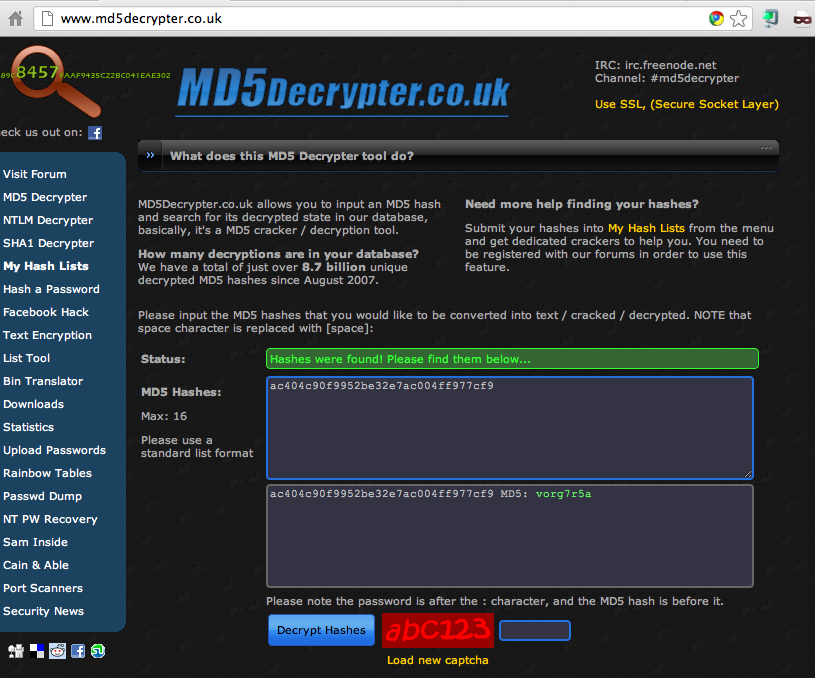 www.md5decrypter.co.uk
8457
FAAF9435C22BC041EAE302
MD5Decrypter.co.uk
IRC: irc.freenode.net
Channel: #md5decrypter
Use SSL, (Secure Socket Layer)
eck us out on:
What does this MD5 Decrypter tool do?
Visit Forum
MD5 Decrypter
NTLM Decrypter
SHA1 Decrypter
My Hash Lists
Hash a Password
Facebook Hack
Text Encryption
List Tool
Bin Translator
Downloads
Statistics
Upload Passwords
Rainbow Tables
Passwd Dump
NT PW Recovery
Sam Inside
Cain & Able
Port Scanners
Security News
MD5Decrypter.co.uk allows you to input an MD5 hash
and search for its decrypted state in our database,
basically, it's a MD5 cracker / decryption tool.
How many decryptions are in your database?
We have a total of just over 8.7 billion unique
decrypted MD5 hashes since August 2007.
Need more help finding your hashes?
Submit your hashes into My Hash Lists from the menu
and get dedicated crackers to help you. You need to
be registered with our forums in order to use this
feature.
Please input the MD5 hashes that you would like to be converted into text / cracked / decrypted. NOTE that
space character is replaced with [space]:
Status:
Hashes were found! Please find them below...
MD5 Hashes:
Max: 16
Please use a
standard list format
ac404c90f9952be32e7ac004ff977cf9
ac404c90f9952be32e7ac004ff977cf9 MD5: vorg7r5a
Please note the password is after the : character, and the MD5 hash is before it.
Decrypt Hashes
abc123
Load new captcha